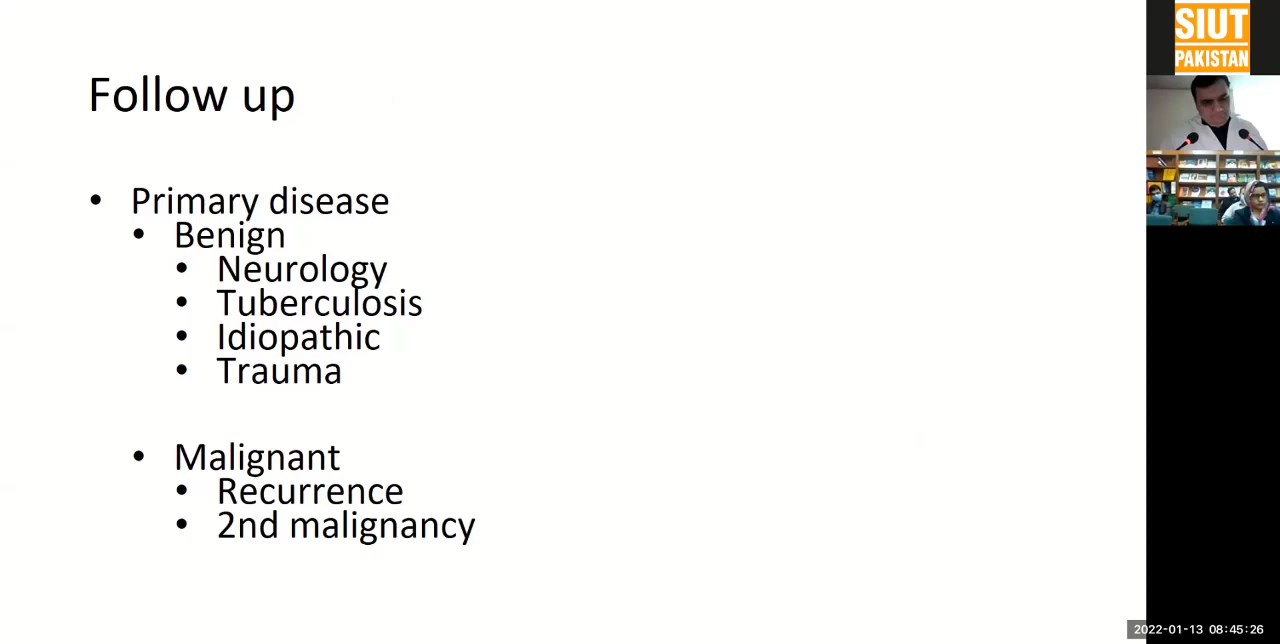 Follow up
• Primary disease
• Benign
• Neurology
• Tuberculosis
• Idiopathic
• Trauma
• Malignant
• Recurrence
• 2nd malignancy
SIUT
PAKISTAN
2022-01-13 08:45:26